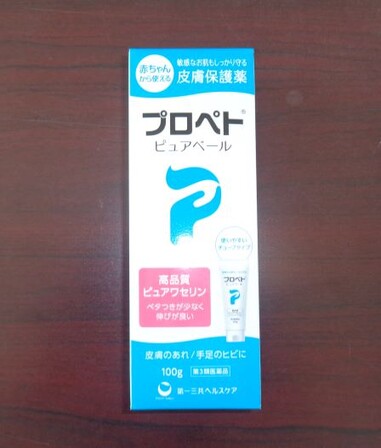 赤ちゃん
から使える
敏感なお肌もしっかり守る
皮膚保護薬
プロペト®
ピュアベール
使いやすい
チューブタイプ
高品質
ピュアワセリン
ベタつきが少なく
伸びが良い
プロペト
皮膚のあれ/手足のヒビに
100g
第3類医薬品
第一三共ヘルスケア